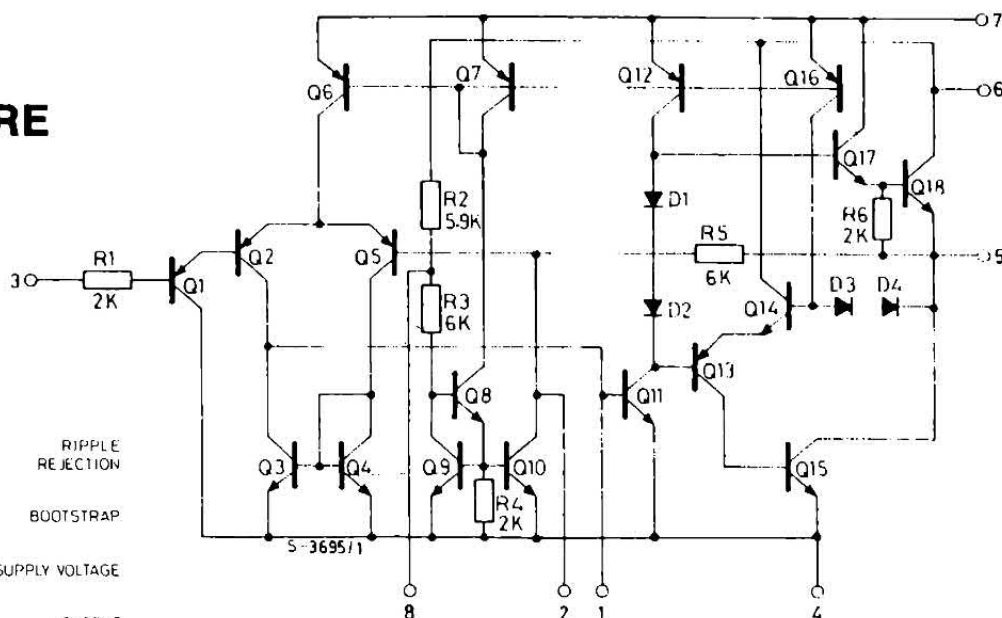 RE
7
Q6
Q7
Q12
Q16
6
Q17
Q18
R2
5.9K
D1
R6
2K
R1
R5
3
2K
Q1
Q2
Q5
6K
5
R3
6K
D2
Q14
D3
D4
Q13
Q8
Q11
RIPPLE
REJECTION
Q3
Q4
Q9
Q10
Q15
R4
2K
BOOTSTRAP
S-3695/1
SUPPLY VOLTAGE
8
2
1
4